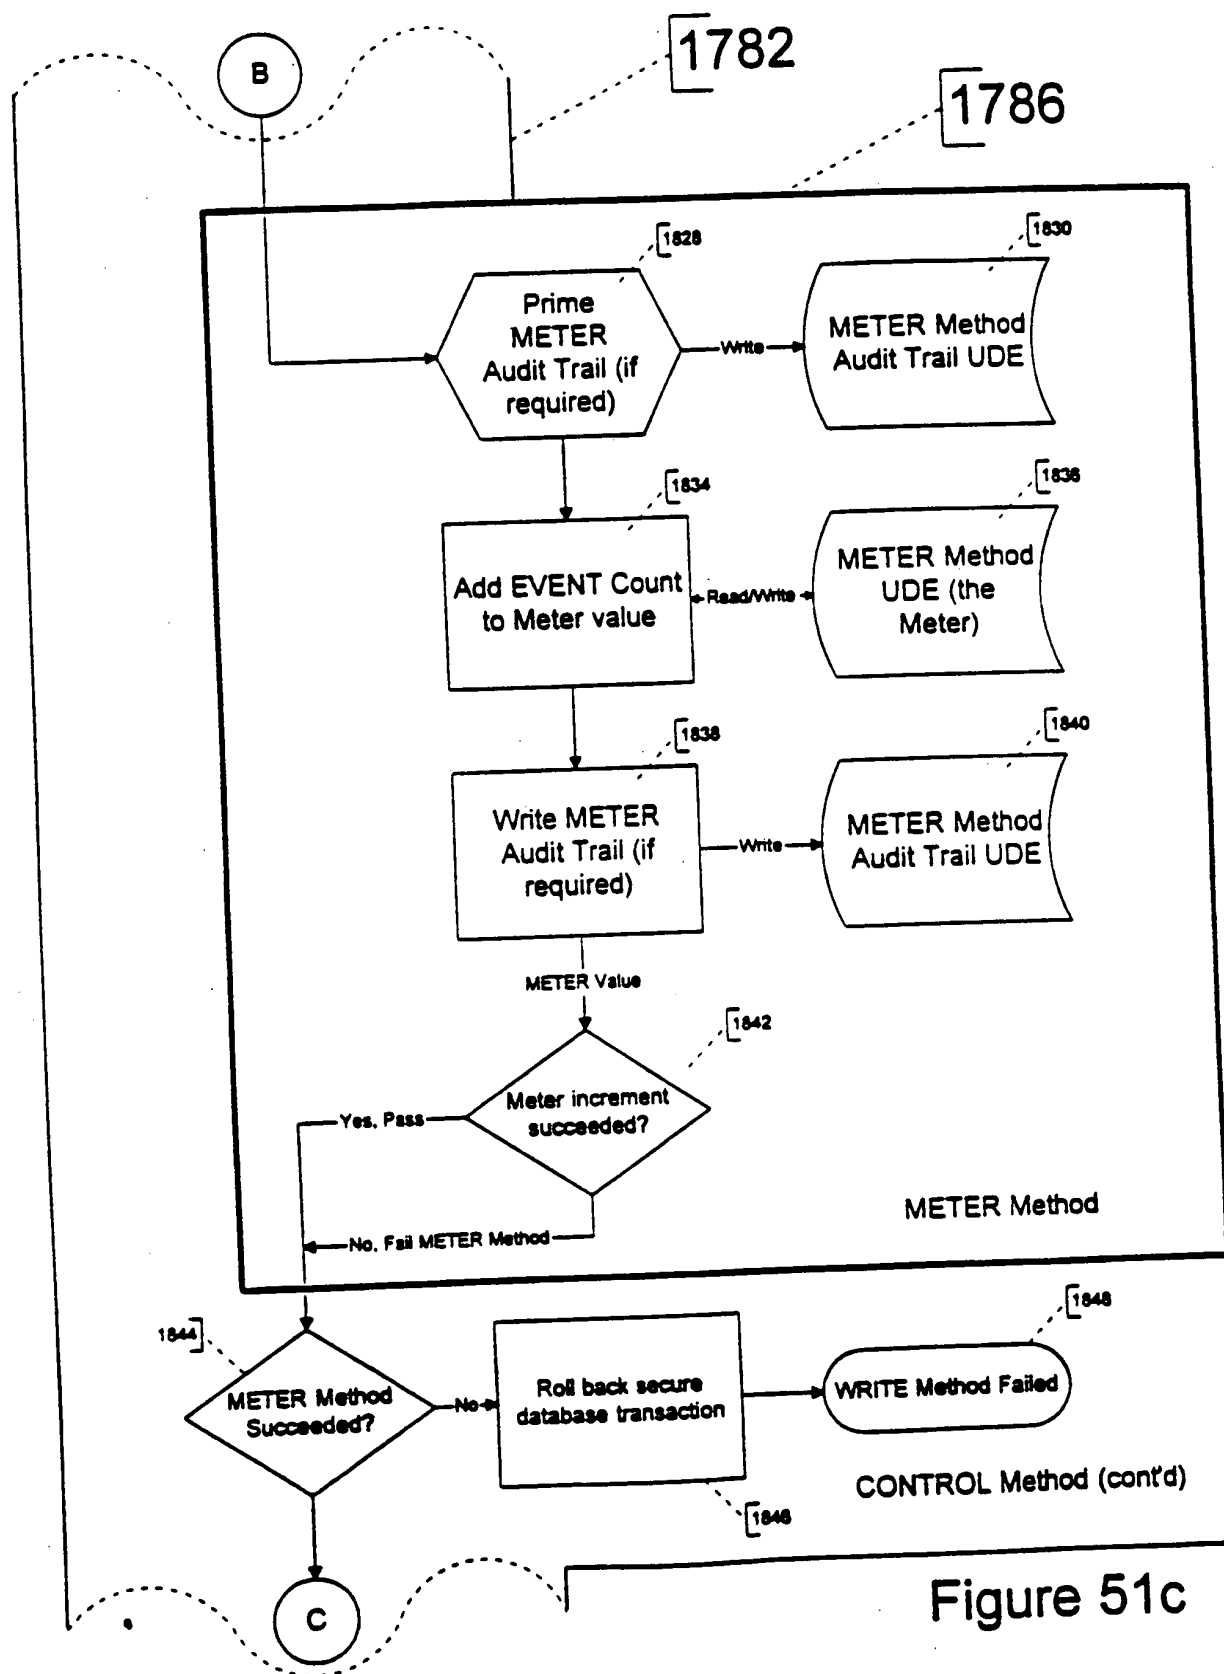 B
1782
1786
1828
Prime
METER
Audit Trail (if
required)
Write
1830
METER Method
Audit Trail UDE
1834
Add EVENT Count
to Meter value
Read/Write
1836
METER Method
UDE (the
Meter)
1838
Write METER
Audit Trail (if
required)
Write
1840
METER Method
Audit Trail UDE
METER Value
1842
Meter increment
succeeded?
Yes, Pass
No, Fail METER Method
METER Method
1844
METER Method
Succeeded?
No
Roll back secure
database transaction
1846
1848
WRITE Method Failed
CONTROL Method (cont'd)
C
Figure 51c